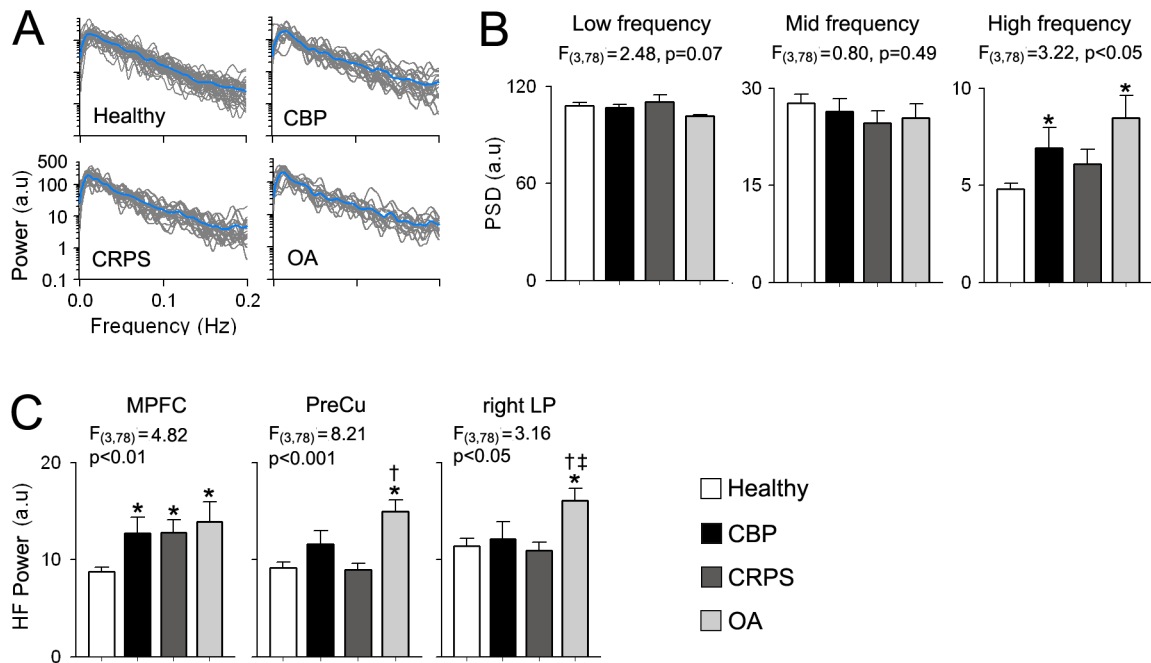 A
Healthy
CBP
500
100
10
1
0.1
Power (a.u)
CRPS
OA
0.0
0.1
0.2
Frequency (Hz)
B
Low frequency
F(3,78)=2.48, p=0.07
Mid frequency
F(3,78)=0.80, p=0.49
High frequency
F(3,78)=3.22, p<0.05
PSD (a.u)
120
60
0
30
15
0
10
5
0
*
*
C
MPFC
F(3,78)=4.82
p<0.01
PreCu
F(3,78)=8.21
p<0.001
right LP
F(3,78)=3.16
p<0.05
HF Power (a.u)
20
10
0
*
*
*
†
*
†‡
*
Healthy
CBP
CRPS
OA